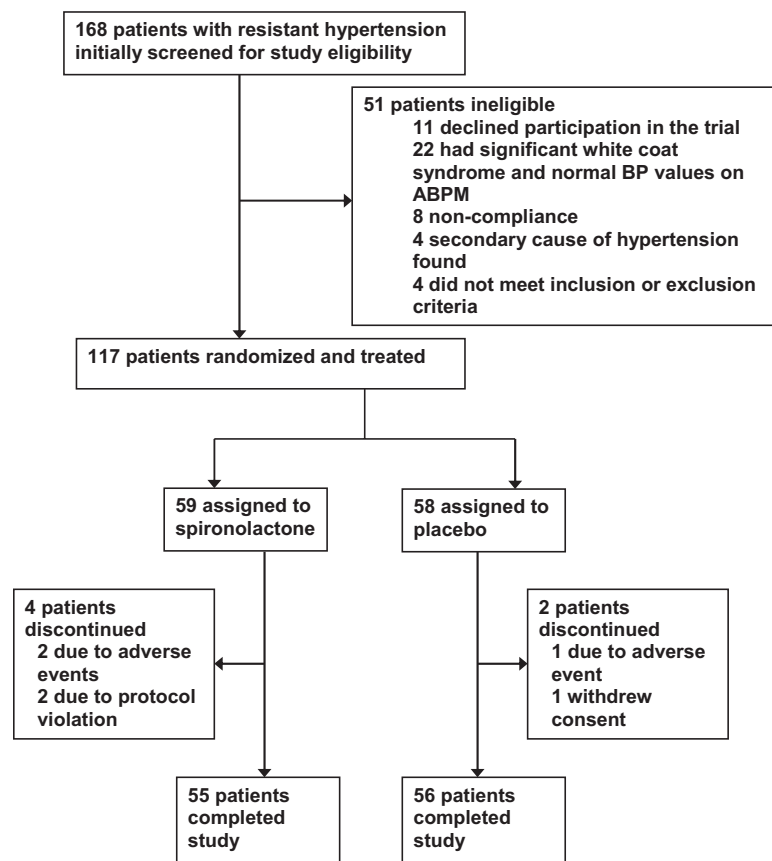 168 patients with resistant hypertension
initially screened for study eligibility
51 patients ineligible
11 declined participation in the trial
22 had significant white coat
syndrome and normal BP values on
ABPM
8 non-compliance
4 secondary cause of hypertension
found
4 did not meet inclusion or exclusion
criteria
117 patients randomized and treated
59 assigned to
spironolactone
58 assigned to
placebo
4 patients
discontinued
2 due to adverse
events
2 due to protocol
violation
2 patients
discontinued
1 due to adverse
event
1 withdrew
consent
55 patients
completed
study
56 patients
completed
study